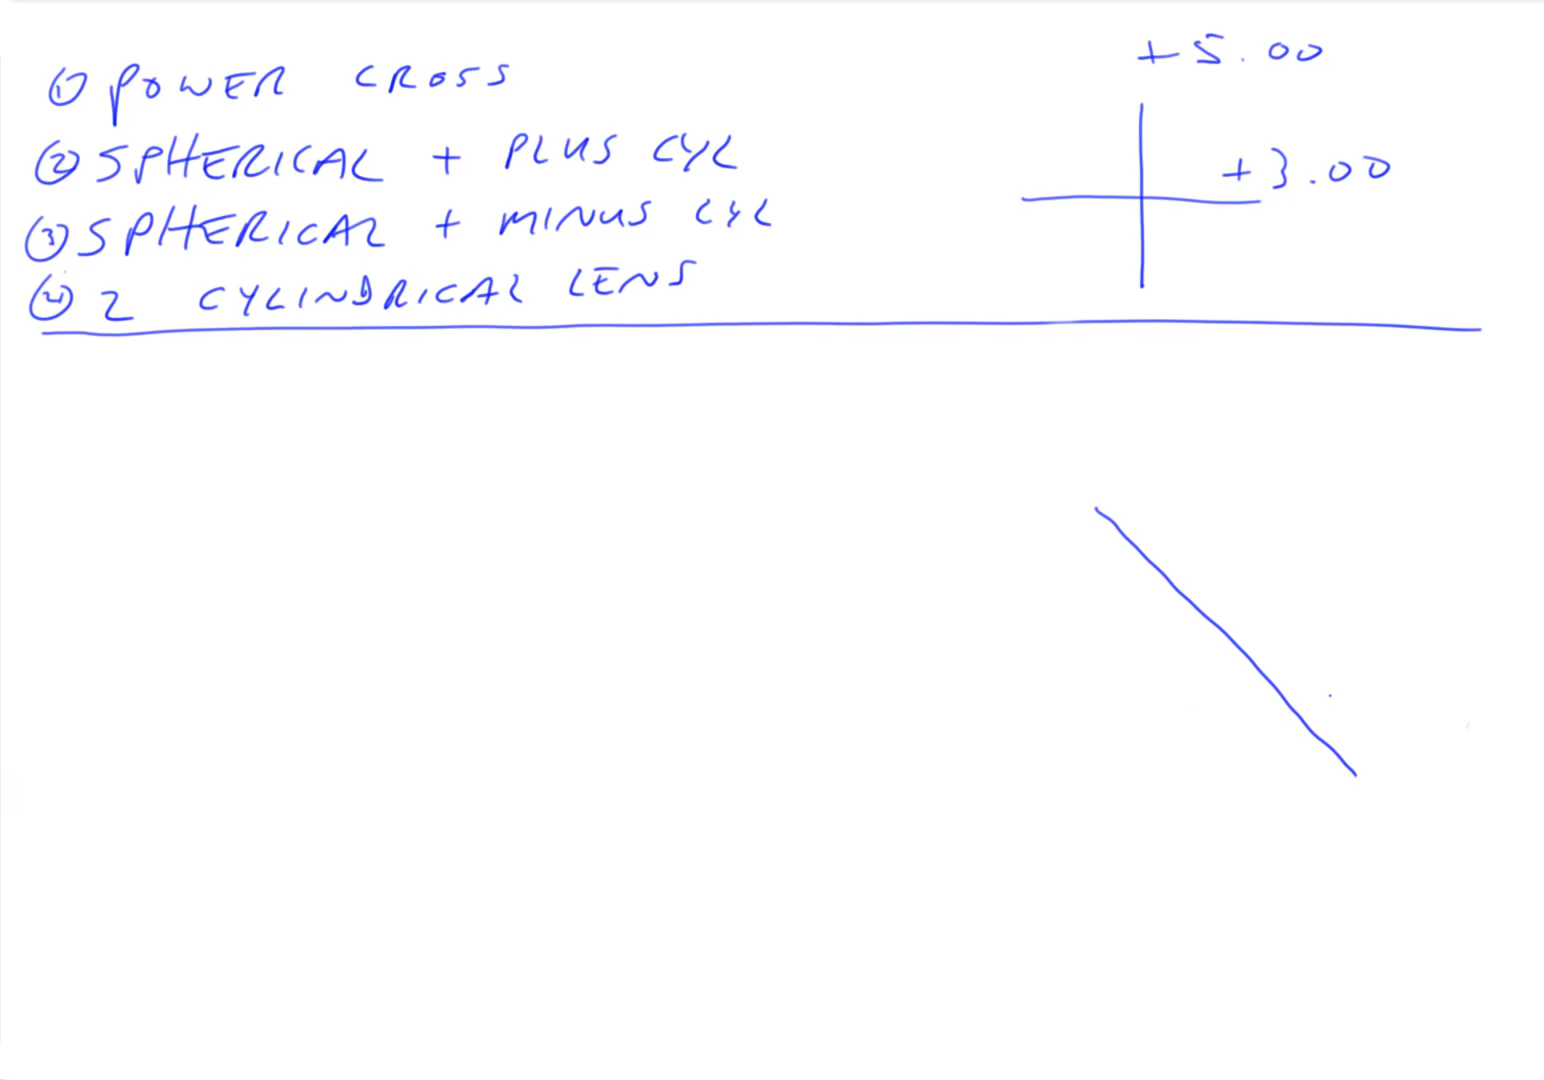 ① POWER CROSS
② SPHERICAL + PLUS CYL
③ SPHERICAL + MINUS CYL
④ 2 CYLINDRICAL LENS
+5.00
+3.00